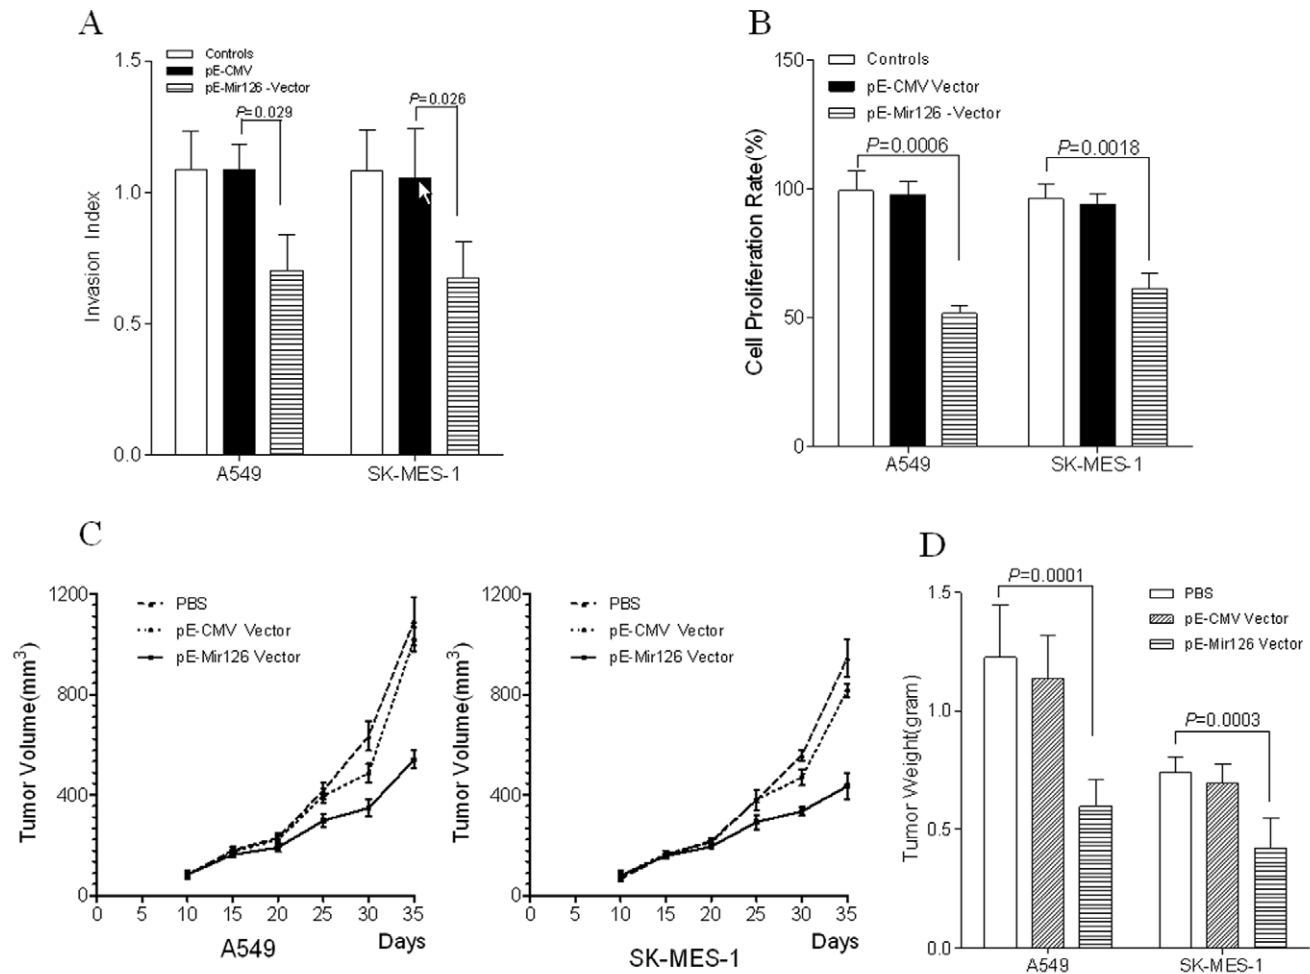 A
1.5
1.0
0.5
0.0
Invasion Index
Controls
pE-CMV
pE-Mir126 -Vector
P=0.029
P=0.026
A549
SK-MES-1
B
150
100
50
0
Cell Proliferation Rate(%)
Controls
pE-CMV Vector
pE-Mir126 -Vector
P=0.0006
P=0.0018
A549
SK-MES-1
C
1200
800
400
0
Tumor Volume(mm3)
PBS
pE-CMV Vector
pE-Mir126 Vector
0 5 10 15 20 25 30 35
Days
A549
1200
800
400
0
Tumor Volume(mm3)
PBS
pE-CMV Vector
pE-Mir126 Vector
0 5 10 15 20 25 30 35
Days
SK-MES-1
D
1.5
1.0
0.5
0.0
Tumor Weight(gram)
PBS
pE-CMV Vector
pE-Mir126 Vector
P=0.0001
P=0.0003
A549
SK-MES-1